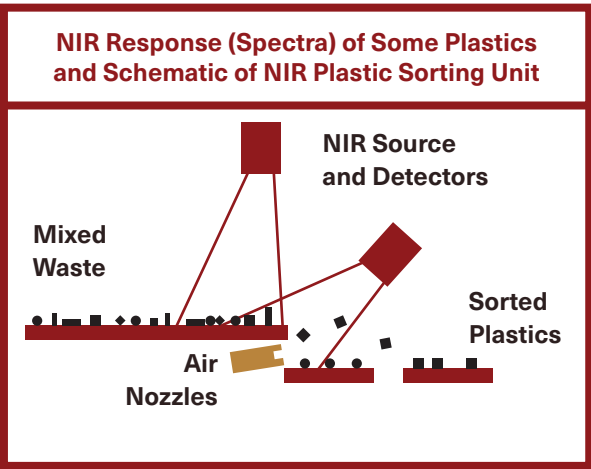 NIR Response (Spectra) of Some Plastics
and Schematic of NIR Plastic Sorting Unit
NIR Source
and Detectors
Mixed
Waste
Sorted
Plastics
Air
Nozzles